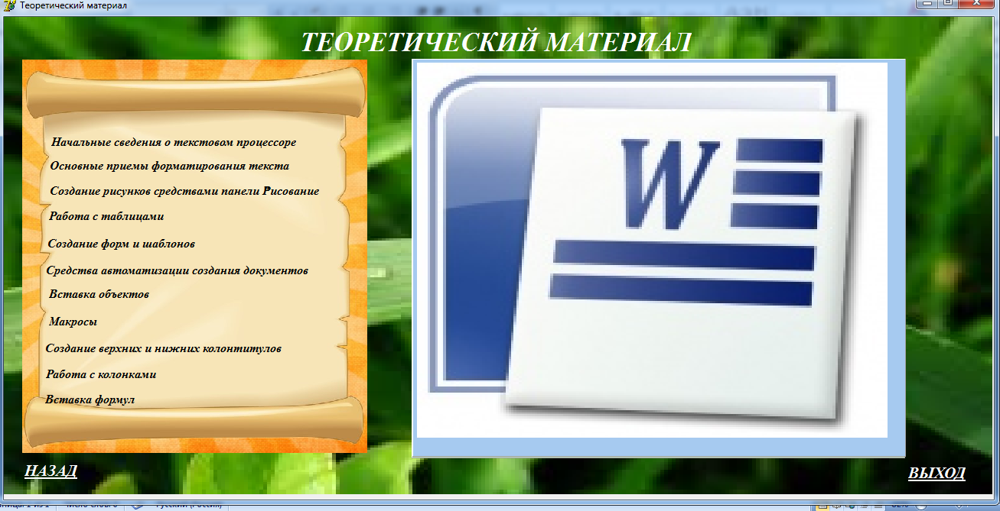 Теоретический материал
ТЕОРЕТИЧЕСКИЙ МАТЕРИАЛ
Начальные сведения о текстовом процессоре
Основные приемы форматирования текста
Создание рисунков средствами панели Рисование
Работа с таблицами
Создание форм и шаблонов
Средства автоматизации создания документов
Вставка объектов
Макросы
Создание верхних и нижних колонтитулов
Работа с колонками
Вставка формул
W
НАЗАД
ВЫХОД